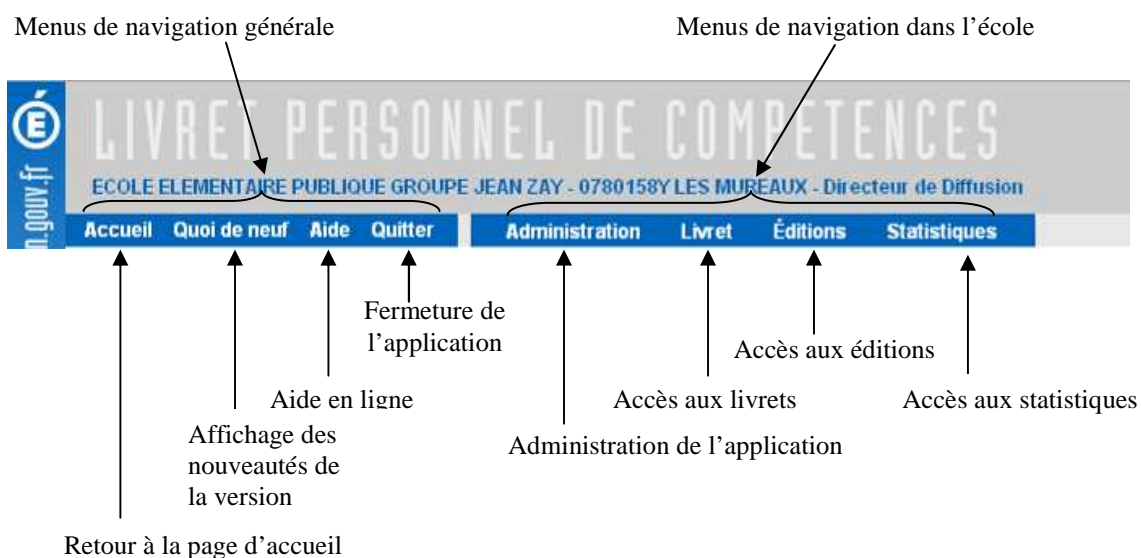 Menus de navigation générale
Menus de navigation dans l’école
LIVRET PERSONNEL DE COMPETENCES
ECOLE ELEMENTAIRE PUBLIQUE GROUPE JEAN ZAY - 0780158Y LES MUREAUX - Directeur de Diffusion
n.gouv.fr
Accueil Quoi de neuf Aide Quitter Administration Livret Éditions Statistiques
Fermeture de
l’application
Accès aux éditions
Aide en ligne
Accès aux livrets
Accès aux statistiques
Affichage des
nouveautés de
la version
Administration de l’application
Retour à la page d’accueil